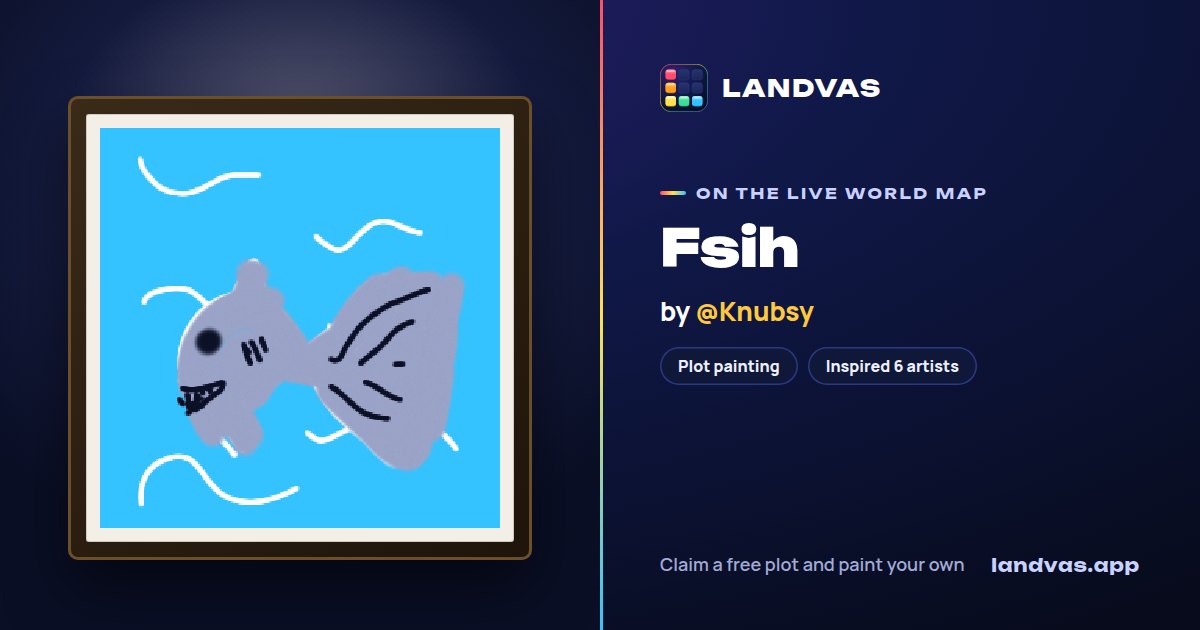 LANDVAS
ON THE LIVE WORLD MAP
Fsih
by @Knubsy
Plot painting
Inspired 6 artists
Claim a free plot and paint your own
landvas.app